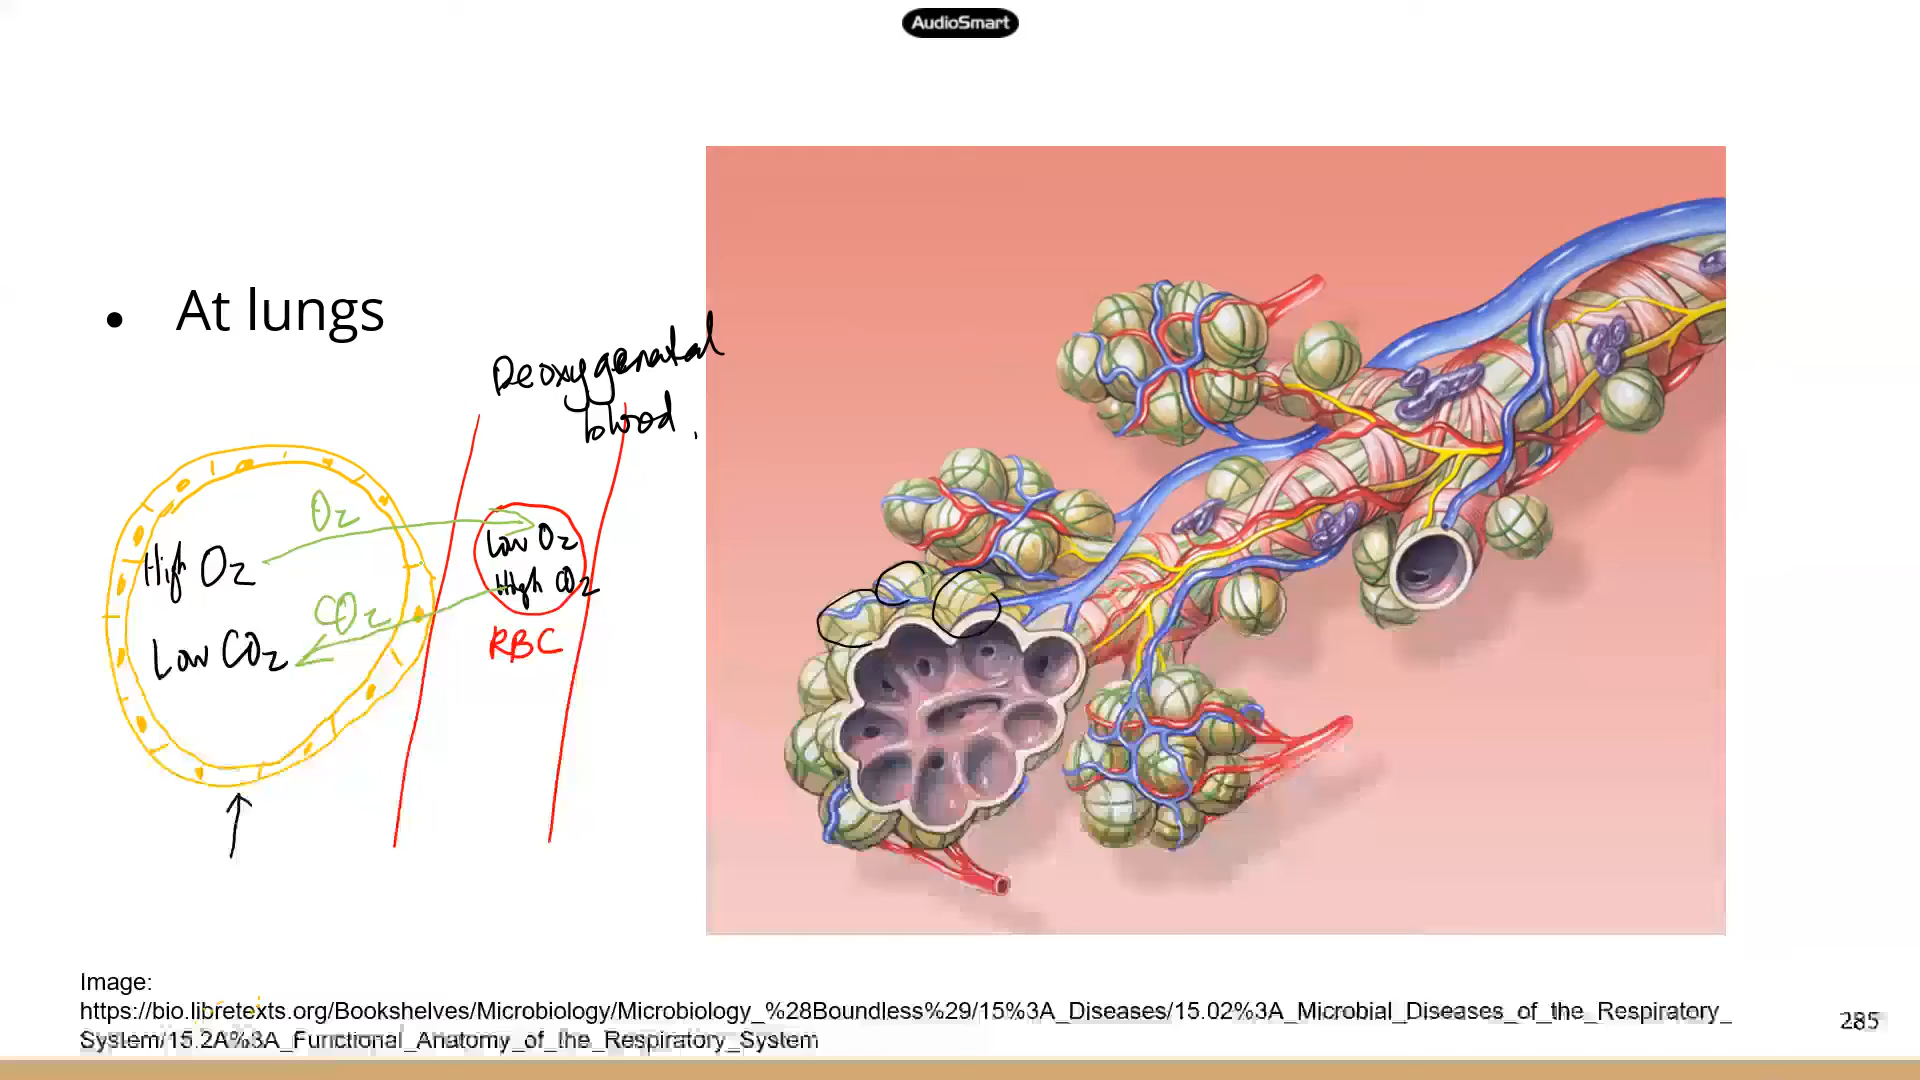 AudioSmart
• At lungs
Deoxygenated
blood.
O2
High O2
Low O2
High CO2
CO2
Low CO2
RBC
Image:
https://bio.libretexts.org/Bookshelves/Microbiology/Microbiology_%28Boundless%29/15%3A_Diseases/15.02%3A_Microbial_Diseases_of_the_Respiratory_
System/15.2A%3A_Functional_Anatomy_of_the_Respiratory_System
285